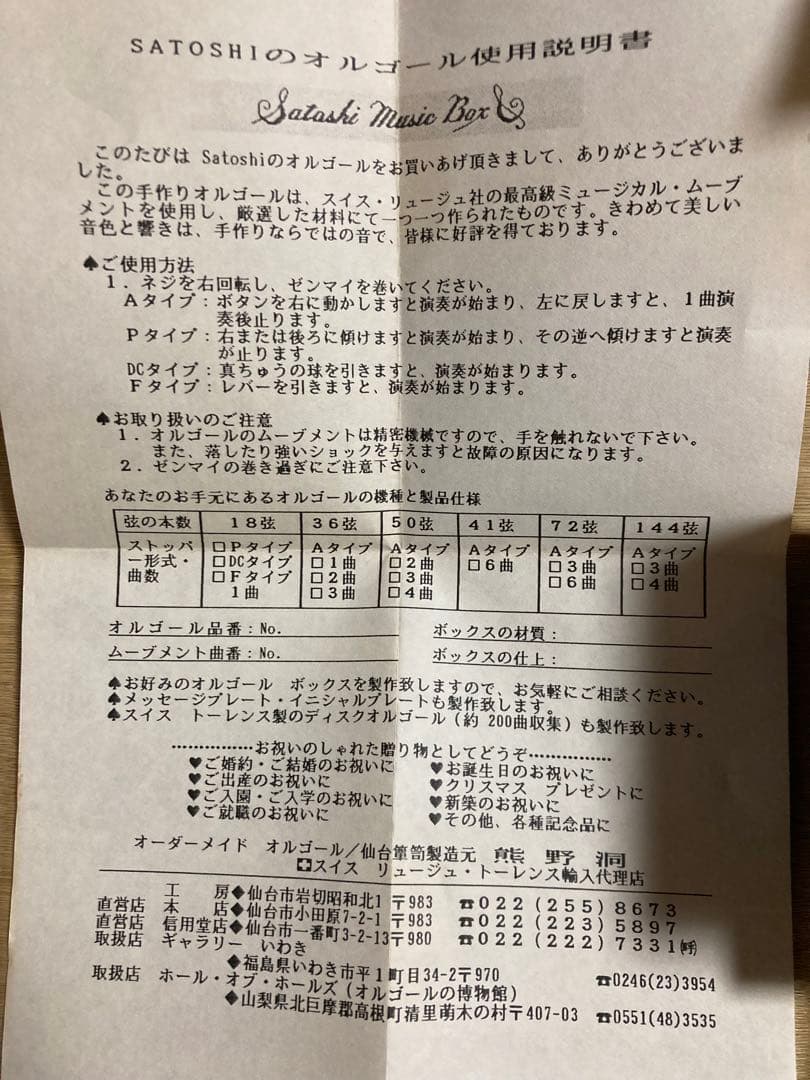 SATOSHIのオルゴール使用説明書
Satoshi Music Box
このたびは Satoshiのオルゴールをお買いあげ頂きまして、ありがとうございま
した。
この手作りオルゴールは、スイス・リュージュ社の最高級ミュージカル・ムーブ
メントを使用し、厳選した材料にて一つ一つ作られたものです。きわめて美しい
音色と響きは、手作りならではの音で、皆様に好評を得ております。
♠ご使用方法
1．ネジを右回転し、ゼンマイを巻いてください。
Aタイプ：ボタンを右に動かしますと演奏が始まり、左に戻しますと、1曲演
奏後止ります。
Pタイプ：右または後ろに傾けますと演奏が始まり、その逆へ傾けますと演奏
が止ります。
DCタイプ：真ちゅうの球を引きますと、演奏が始まります。
Fタイプ：レバーを引きますと、演奏が始まります。
♠お取り扱いのご注意
1．オルゴールのムーブメントは精密機械ですので、手を触れないで下さい。
また、落したり強いショックを与えますと故障の原因になります。
2．ゼンマイの巻き過ぎにご注意下さい。
あなたのお手元にあるオルゴールの機種と製品仕様
弦の本数 18弦 36弦 50弦 41弦 72弦 144弦
ストッパ □Pタイプ Aタイプ Aタイプ Aタイプ Aタイプ Aタイプ
ー形式・ □DCタイプ □1曲 □2曲 □6曲 □3曲 □3曲
曲数 □Fタイプ □2曲 □3曲 □6曲 □4曲
1曲 □3曲 □4曲
オルゴール品番：No. ボックスの材質：
ムーブメント曲番：No. ボックスの仕上：
♠お好みのオルゴール ボックスを製作致しますので、お気軽にご相談ください。
♠メッセージプレート・イニシャルプレートも製作致します。
♠スイス トーレンス製のディスクオルゴール（約 200曲収集）も製作致します。
……………お祝いのしゃれた贈り物としてどうぞ……………
♥ご婚約・ご結婚のお祝いに ♥お誕生日のお祝いに
♥ご出産のお祝いに ♥クリスマス プレゼントに
♥ご入園・ご入学のお祝いに ♥新築のお祝いに
♥ご就職のお祝いに ♥その他、各種記念品に
オーダーメイド オルゴール／仙台箪笥製造元 熊野洞
スイス リュージュ・トーレンス輸入代理店
工 房◆仙台市岩切昭和北1 〒983 ☎022(255)8673
直営店 本 店◆仙台市小田原7-2-1 〒983 ☎022(223)5897
直営店 信用堂店◆仙台市一番町3-2-13〒980 ☎022(222)7331㈹
取扱店 ギャラリー いわき
◆福島県いわき市平1町目34-2〒970 ☎0246(23)3954
取扱店 ホール・オブ・ホールズ（オルゴールの博物館）
◆山梨県北巨摩郡高根町清里萌木の村〒407-03 ☎0551(48)3535